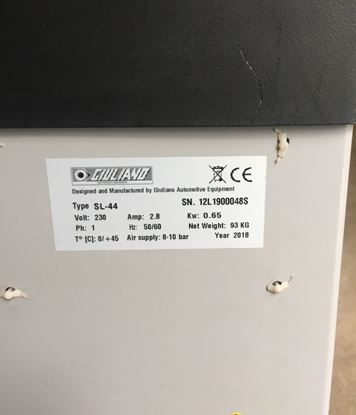 GIULIANO
Designed and Manufactured by Giuliano Automotive Equipment
Type SL-44 SN. 12L1900048S
Volt: 230 Amp: 2.8 Kw: 0.65
Ph: 1 Hz: 50/60 Net Weight: 93 KG
T° [C]: 0/+45 Air supply: 8-10 bar Year 2018